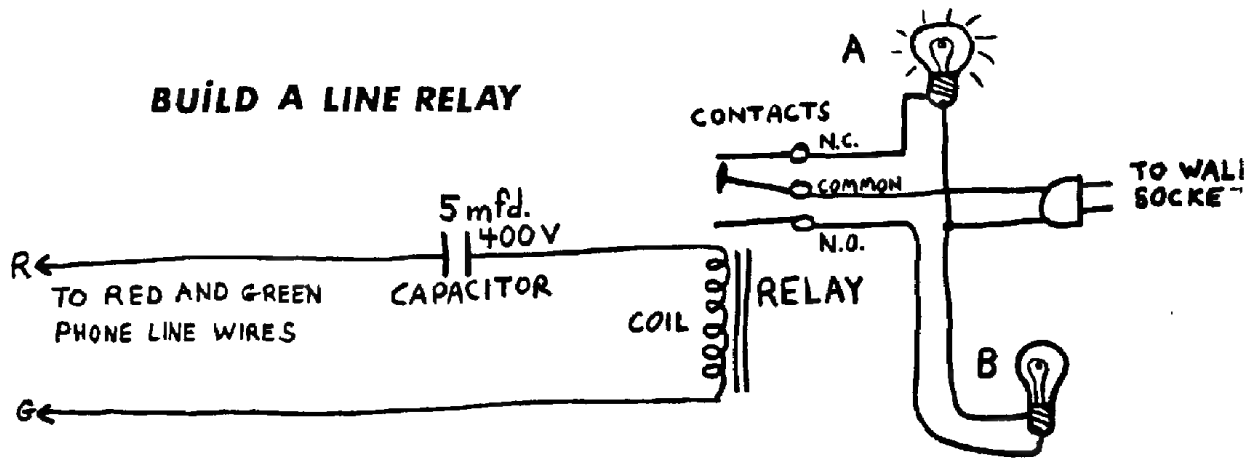 BUiLD A LINE RELAY
A
CONTACTS
N.C.
COMMON
TO WALL
SOCKET
N.O.
5 mfd.
400 V
CAPACITOR
R
TO RED AND GREEN
PHONE LINE WIRES
COIL
RELAY
G
B